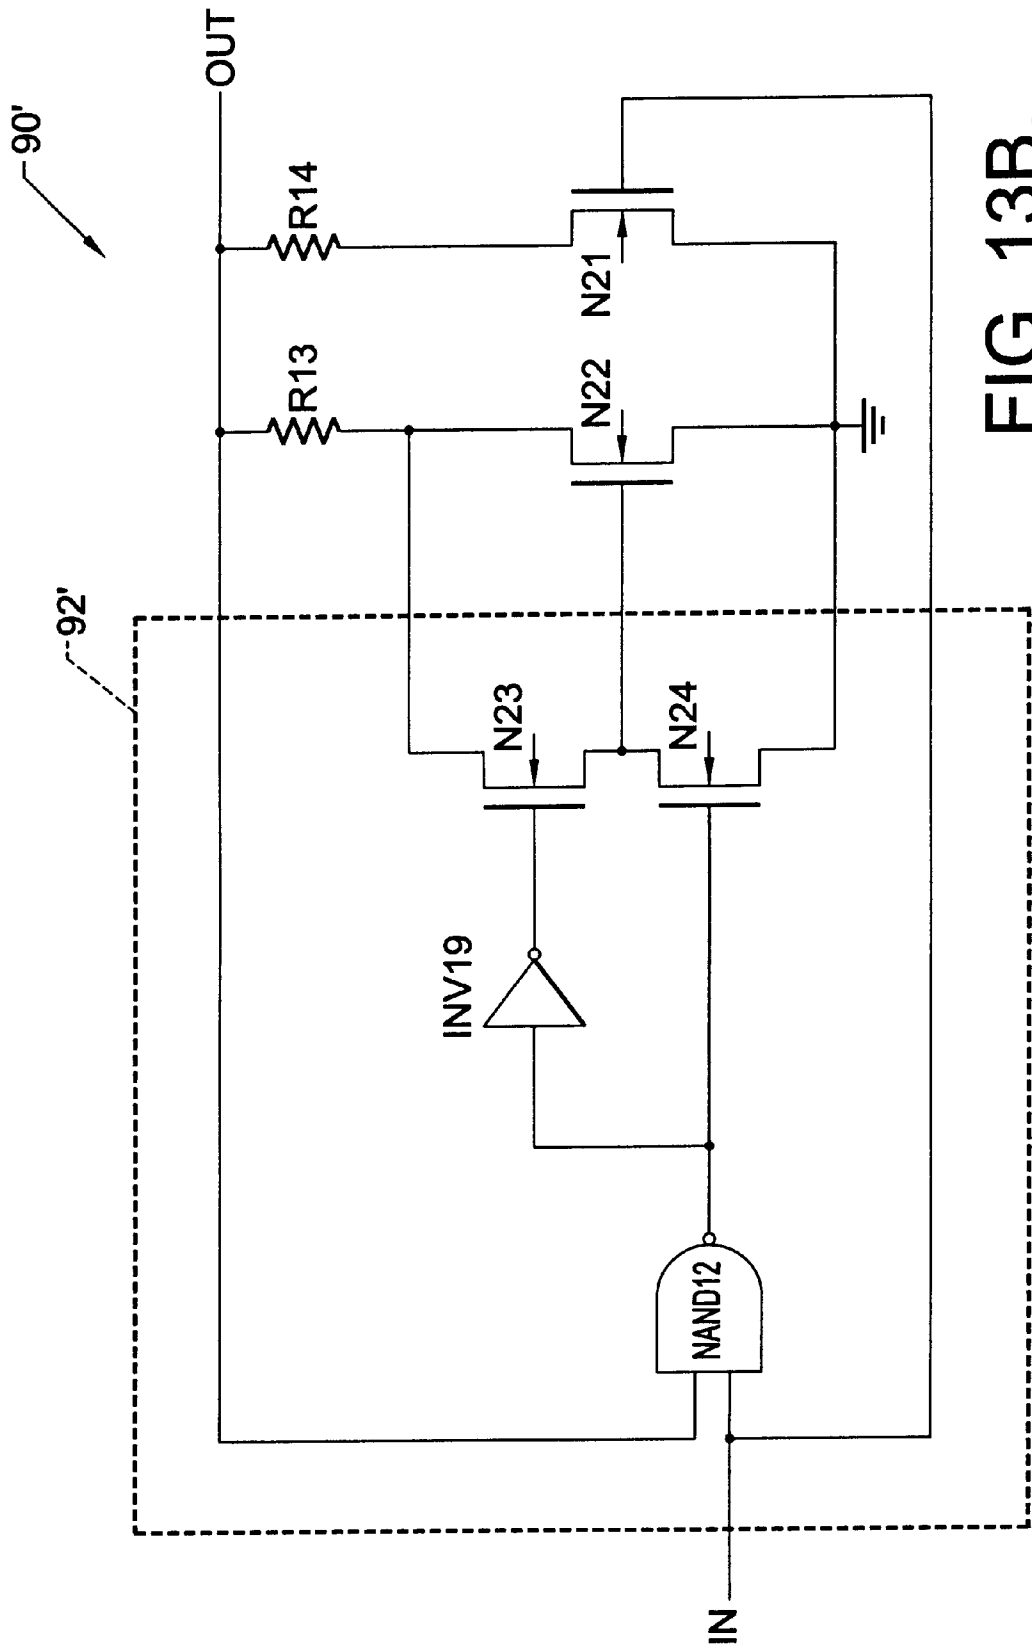 90'
OUT
92'
R13
R14
N23
N22
N21
INV19
N24
NAND12
IN
FIG. 13B.